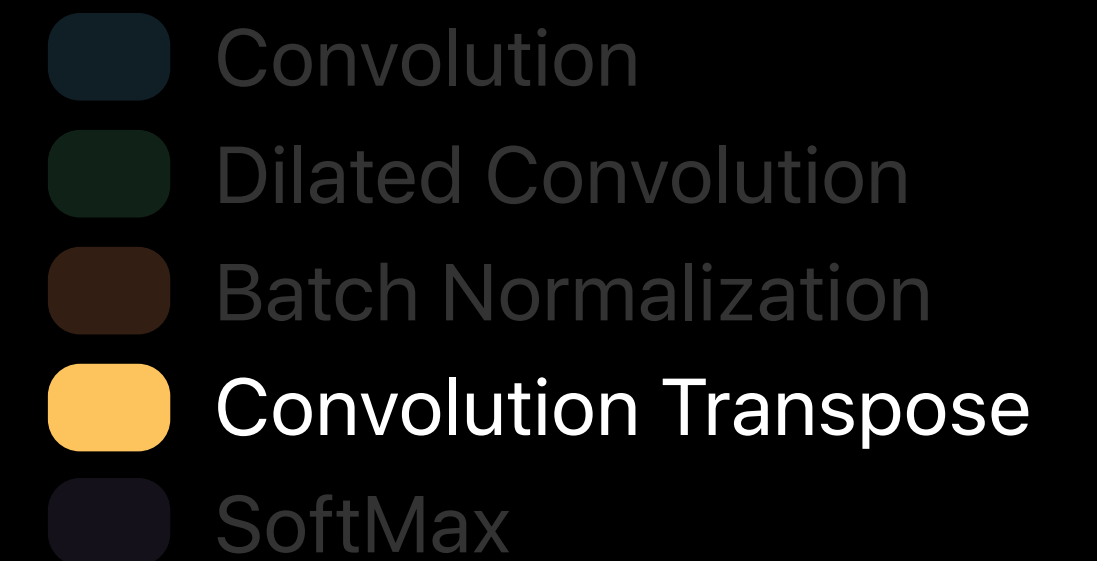 Convolution
Dilated Convolution
Batch Normalization
Convolution Transpose
SoftMax